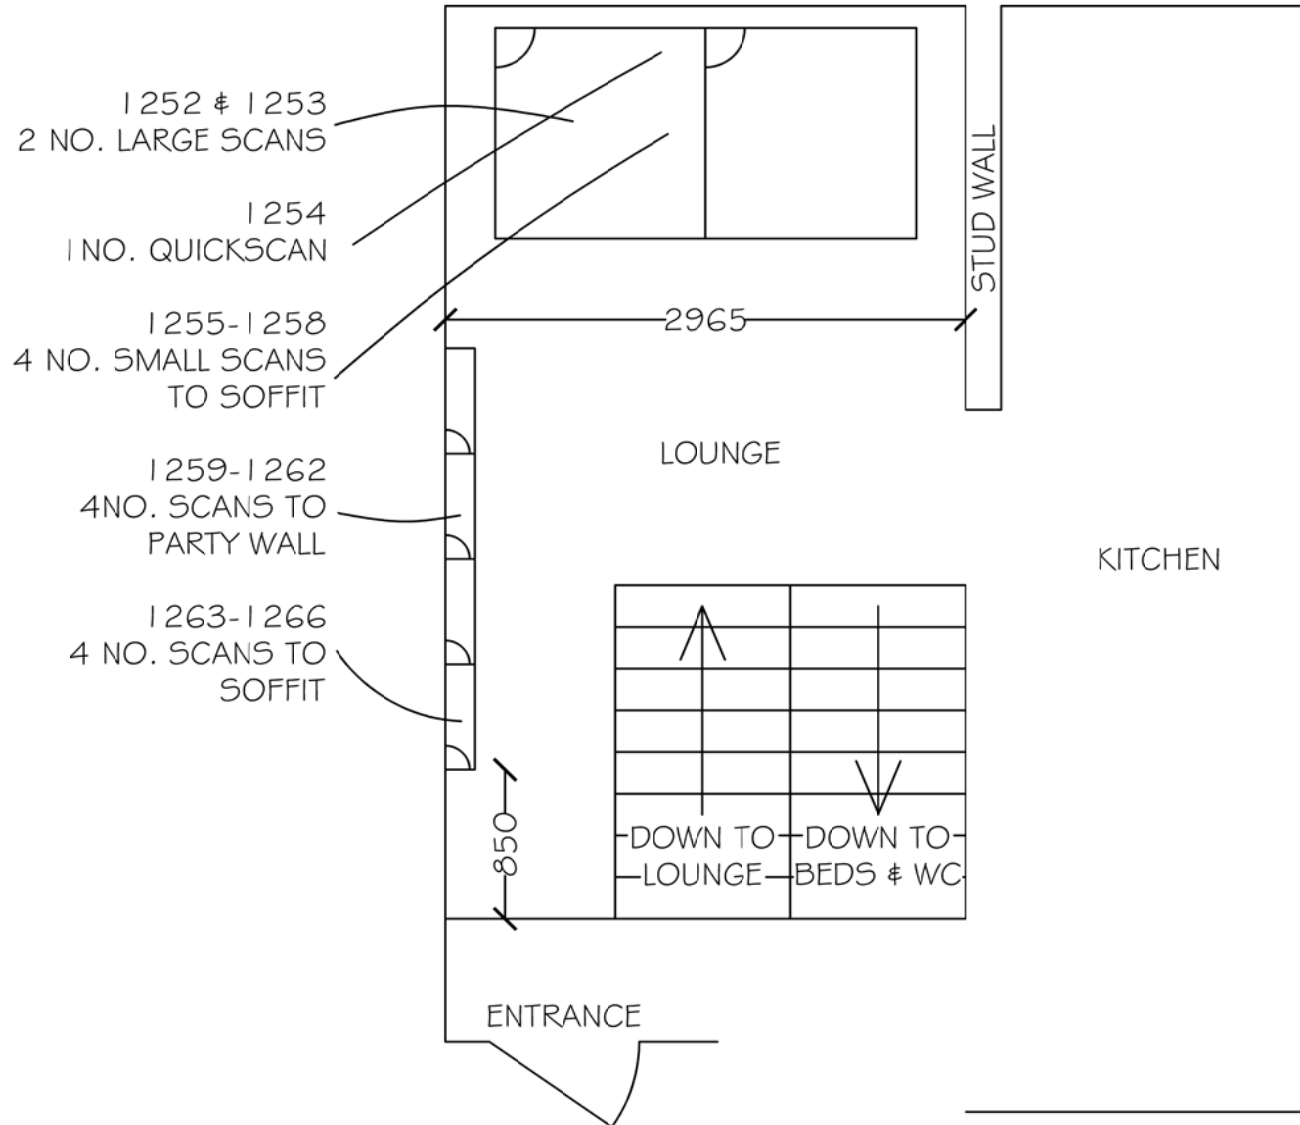 1252 & 1253
2 NO. LARGE SCANS
1254
1 NO. QUICKSCAN
1255-1258
4 NO. SMALL SCANS
TO SOFFIT
1259-1262
4NO. SCANS TO
PARTY WALL
1263-1266
4 NO. SCANS TO
SOFFIT
STUD WALL
2965
LOUNGE
KITCHEN
850
DOWN TO
LOUNGE
DOWN TO
BEDS & WC
ENTRANCE